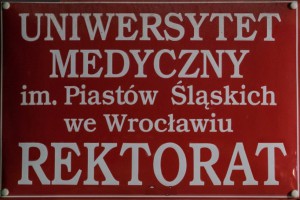 UNIWERSYTET
MEDYCZNY
im. Piastów Śląskich
we Wrocławiu
REKTORAT